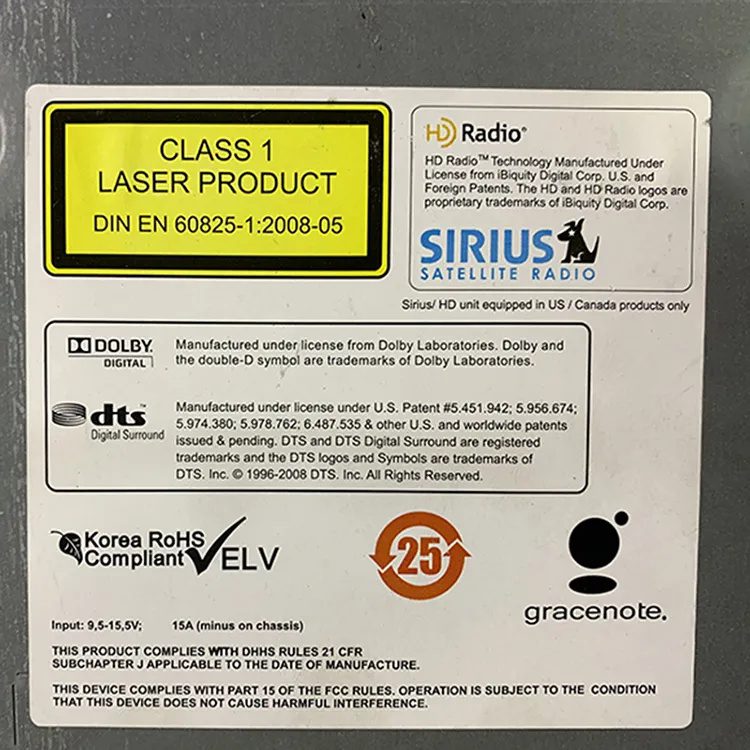 CLASS 1
LASER PRODUCT
DIN EN 60825-1:2008-05
HD Radio®
HD Radio™ Technology Manufactured Under
License from iBiquity Digital Corp. U.S. and
Foreign Patents. The HD and HD Radio logos are
proprietary trademarks of iBiquity Digital Corp.
SIRIUS
SATELLITE RADIO
Sirius/ HD unit equipped in US / Canada products only
DOLBY.
DIGITAL
Manufactured under license from Dolby Laboratories. Dolby and
the double-D symbol are trademarks of Dolby Laboratories.
dts™
Digital Surround
Manufactured under license under U.S. Patent #5.451.942; 5.956.674;
5.974.380; 5.978.762; 6.487.535 & other U.S. and worldwide patents
issued & pending. DTS and DTS Digital Surround are registered
trademarks and the DTS logos and Symbols are trademarks of
DTS. Inc. © 1996-2008 DTS. Inc. All Rights Reserved.
Korea RoHS
Compliant
ELV
25
gracenote.
Input: 9,5-15,5V; 15A (minus on chassis)
THIS PRODUCT COMPLIES WITH DHHS RULES 21 CFR
SUBCHAPTER J APPLICABLE TO THE DATE OF MANUFACTURE.
THIS DEVICE COMPLIES WITH PART 15 OF THE FCC RULES. OPERATION IS SUBJECT TO THE CONDITION
THAT THIS DEVICE DOES NOT CAUSE HARMFUL INTERFERENCE.